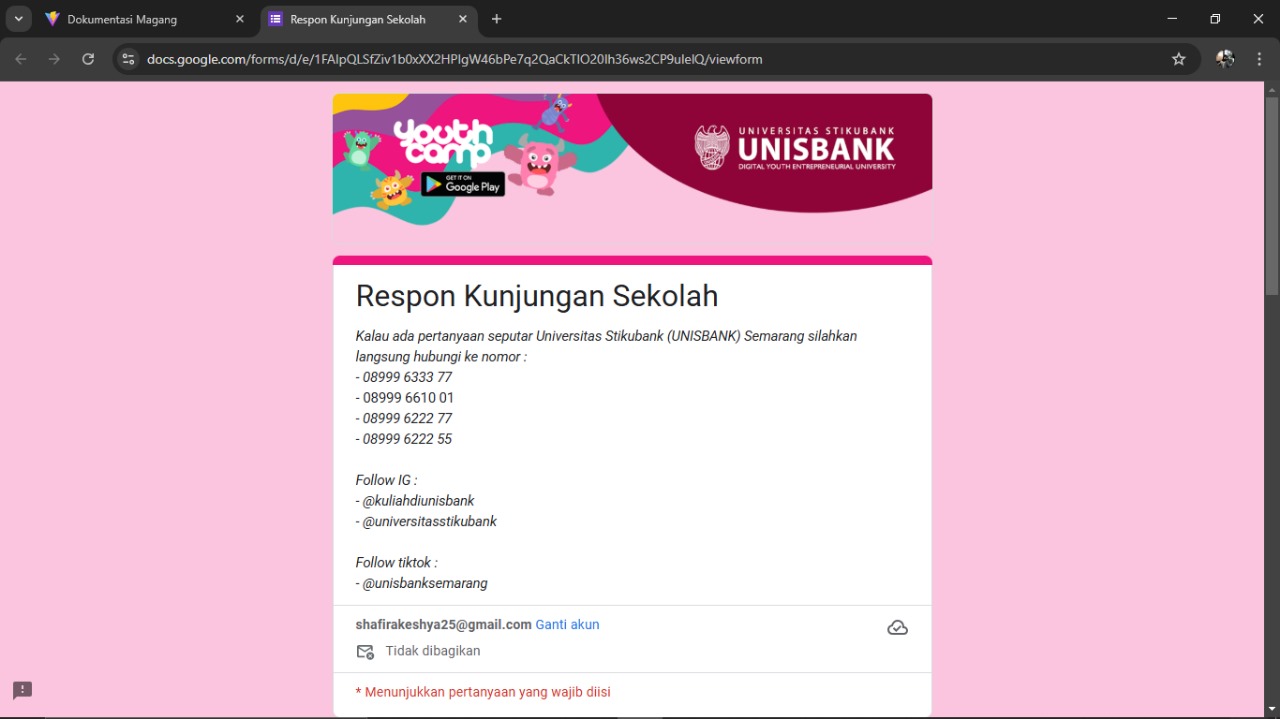 Dokumentasi Magang
Respon Kunjungan Sekolah
docs.google.com/forms/d/e/1FAIpQLSfZiv1b0xXX2HPIgW46bPe7q2QaCkTIO20Ih36ws2CP9uIeIQ/viewform
youth
camp
GET IT ON
Google Play
UNIVERSITAS STIKUBANK
UNISBANK
DIGITAL YOUTH ENTREPRENEURIAL UNIVERSITY
Respon Kunjungan Sekolah
Kalau ada pertanyaan seputar Universitas Stikubank (UNISBANK) Semarang silahkan
langsung hubungi ke nomor :
- 08999 6333 77
- 08999 6610 01
- 08999 6222 77
- 08999 6222 55
Follow IG :
- @kuliahdiunisbank
- @universitasstikubank
Follow tiktok :
- @unisbanksemarang
shafirakeshya25@gmail.com Ganti akun
Tidak dibagikan
* Menunjukkan pertanyaan yang wajib diisi